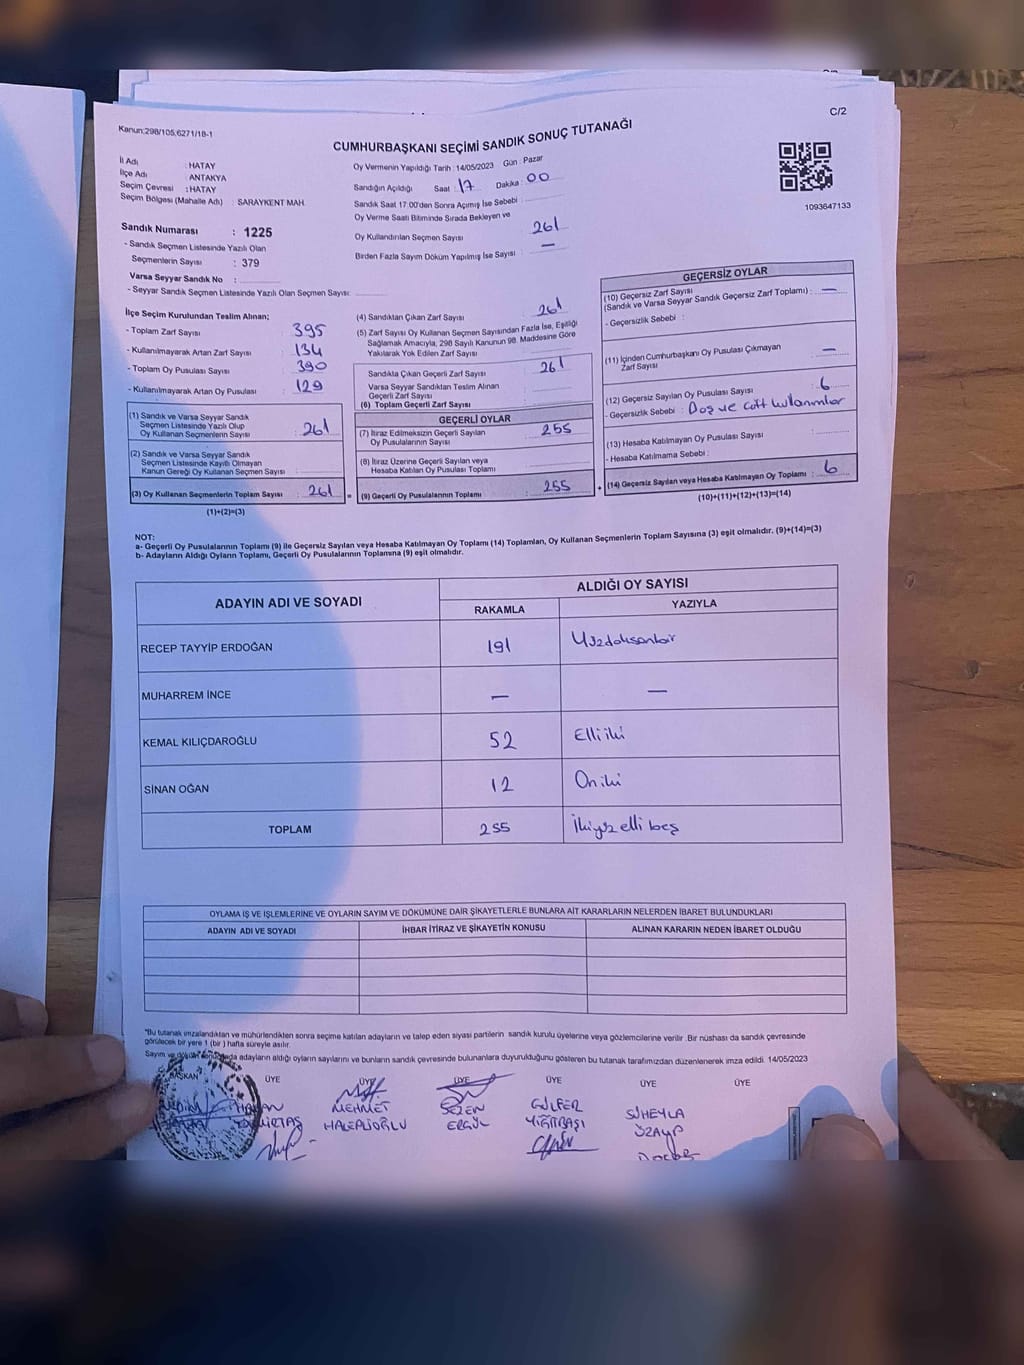 C/2
Kanun:298/105,6271/18-1
CUMHURBAŞKANI SEÇİMİ SANDIK SONUÇ TUTANAĞI
İl Adı : HATAY
İlçe Adı : ANTAKYA
Seçim Çevresi : HATAY
Seçim Bölgesi (Mahalle Adı) : SARAYKENT MAH.
Oy Vermenin Yapıldığı Tarih : 14/05/2023 Gün : Pazar
Sandığın Açıldığı Saat : 17 Dakika : 00
Sandık Saat 17:00'den Sonra Açımış İse Sebebi :
Oy Verme Saati Bitiminde Sırada Bekleyen ve
Oy Kullandırılan Seçmen Sayısı : 261
Birden Fazla Sayım Döküm Yapılmış İse Sayısı : —
1093647133
Sandık Numarası : 1225
- Sandık Seçmen Listesinde Yazılı Olan
Seçmenlerin Sayısı : 379
Varsa Seyyar Sandık No :
- Seyyar Sandık Seçmen Listesinde Yazılı Olan Seçmen Sayısı:
İlçe Seçim Kurulundan Teslim Alınan;
- Toplam Zarf Sayısı : 395
- Kullanılmayarak Artan Zarf Sayısı : 134
- Toplam Oy Pusulası Sayısı : 390
- Kullanılmayarak Artan Oy Pusulası : 129
(1) Sandık ve Varsa Seyyar Sandık
Seçmen Listesinde Yazılı Olup
Oy Kullanan Seçmenlerin Sayısı : 261
(2) Sandık ve Varsa Seyyar Sandık
Seçmen Listesinde Kayıtlı Olmayan
Kanun Gereği Oy Kullanan Seçmen Sayısı :
(3) Oy Kullanan Seçmenlerin Toplam Sayısı : 261
(1)+(2)=(3)
(4) Sandıktan Çıkan Zarf Sayısı : 261
(5) Zarf Sayısı Oy Kullanan Seçmen Sayısından Fazla İse, Eşitliği
Sağlamak Amacıyla, 298 Sayılı Kanunun 98. Maddesine Göre
Yakılarak Yok Edilen Zarf Sayısı
Sandıkta Çıkan Geçerli Zarf Sayısı : 261
Varsa Seyyar Sandıktan Teslim Alınan
Geçerli Zarf Sayısı
(6) Toplam Geçerli Zarf Sayısı
GEÇERLİ OYLAR
(7) İtiraz Edilmeksizin Geçerli Sayılan
Oy Pusulalarının Sayısı : 255
(8) İtiraz Üzerine Geçerli Sayılan veya
Hesaba Katılan Oy Pusulası Toplamı
= (9) Geçerli Oy Pusulalarının Toplamı : 255
GEÇERSİZ OYLAR
(10) Geçersiz Zarf Sayısı
(Sandık ve Varsa Seyyar Sandık Geçersiz Zarf Toplamı) : —
- Geçersizlik Sebebi :
(11) İçinden Cumhurbaşkanı Oy Pusulası Çıkmayan
Zarf Sayısı : —
(12) Geçersiz Sayılan Oy Pusulası Sayısı : 6
- Geçersizlik Sebebi : Boş ve çift kullanımlar
(13) Hesaba Katılmayan Oy Pusulası Sayısı :
- Hesaba Katılmama Sebebi :
+ (14) Geçersiz Sayılan veya Hesaba Katılmayan Oy Toplamı : 6
(10)+(11)+(12)+(13)=(14)
NOT:
a- Geçerli Oy Pusulalarının Toplamı (9) ile Geçersiz Sayılan veya Hesaba Katılmayan Oy Toplamı (14) Toplamları, Oy Kullanan Seçmenlerin Toplam Sayısına (3) eşit olmalıdır. (9)+(14)=(3)
b- Adayların Aldığı Oyların Toplamı, Geçerli Oy Pusulalarının Toplamına (9) eşit olmalıdır.
ADAYIN ADI VE SOYADI
ALDIĞI OY SAYISI
RAKAMLA YAZIYLA
RECEP TAYYİP ERDOĞAN 191 Yüzdoksanbir
MUHARREM İNCE — —
KEMAL KILIÇDAROĞLU 52 Elli iki
SİNAN OĞAN 12 On iki
TOPLAM 255 İkiyüz elli beş
OYLAMA İŞ VE İŞLEMLERİNE VE OYLARIN SAYIM VE DÖKÜMÜNE DAİR ŞİKAYETLERLE BUNLARA AİT KARARLARIN NELERDEN İBARET BULUNDUKLARI
ADAYIN ADI VE SOYADI İHBAR İTİRAZ VE ŞİKAYETİN KONUSU ALINAN KARARIN NEDEN İBARET OLDUĞU
"Bu tutanak imzalandıktan ve mühürlendikten sonra seçime katılan adayların ve talep eden siyasi partilerin sandık kurulu üyelerine veya gözlemcilerine verilir .Bir nüshası da sandık çevresinde
görülecek bir yere 1 (bir ) hafta süreyle asılır.
Sayım ve adayların aldığı oyların sayılarını ve bunların sandık çevresinde bulunanlara duyurulduğunu gösteren bu tutanak tarafımızdan düzenlenerek imza edildi. 14/05/2023
BAŞKAN ÜYE ÜYE ÜYE ÜYE ÜYE ÜYE
MEHMET SEZEN GÜLFER SÜHEYLA
HALEALİOĞLU ERGÜL YİĞİTBAŞI ÖZALP